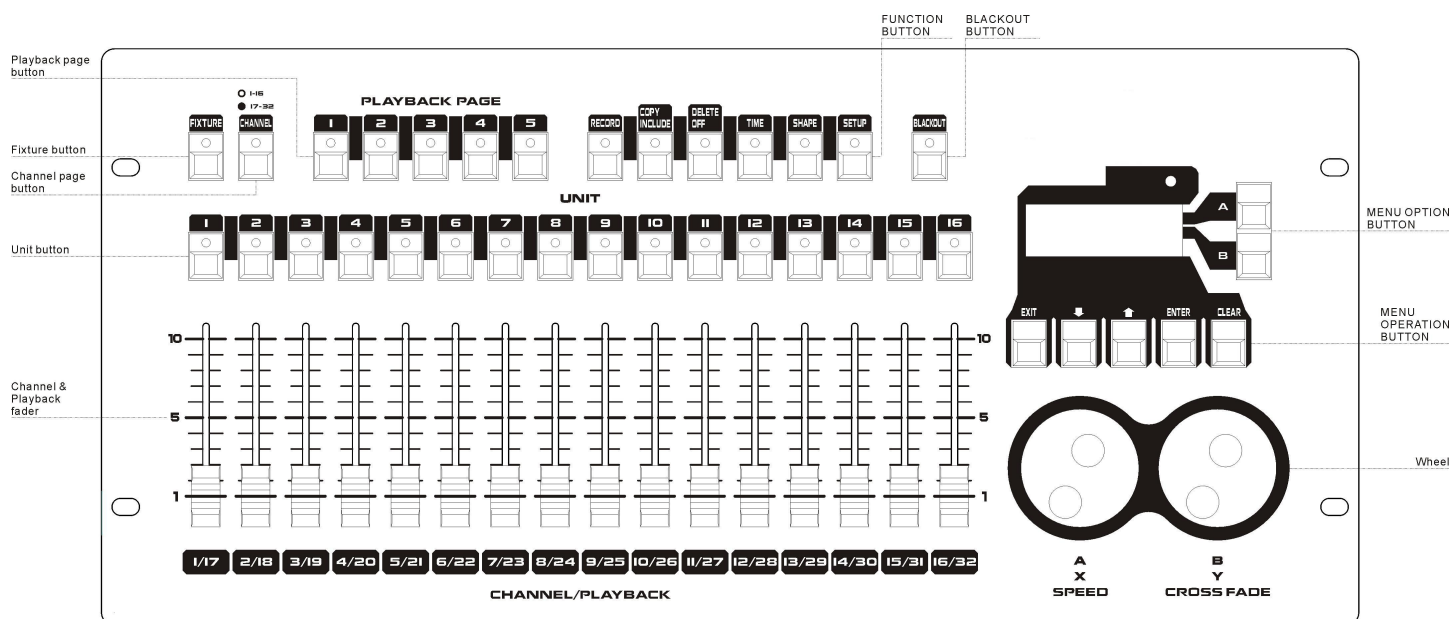 FUNCTION
BUTTON
BLACKOUT
BUTTON
Playback page
button
1-16
17-32
PLAYBACK PAGE
FIXTURE
CHANNEL
1 2 3 4 5
RECORD
COPY
INCLUDE
DELETE
OFF
TIME
SHAPE
SETUP
BLACKOUT
Fixture button
Channel page
button
UNIT
1 2 3 4 5 6 7 8 9 10 11 12 13 14 15 16
Unit button
A
B
MENU OPTION
BUTTON
EXIT
ENTER
CLEAR
MENU
OPERATION
BUTTON
10
10
Channel &
Playback
fader
5
5
1
1
Wheel
1/17 2/18 3/19 4/20 5/21 6/22 7/23 8/24 9/25 10/26 11/27 12/28 13/29 14/30 15/31 16/32
CHANNEL/PLAYBACK
A
X
SPEED
B
Y
CROSS FADE